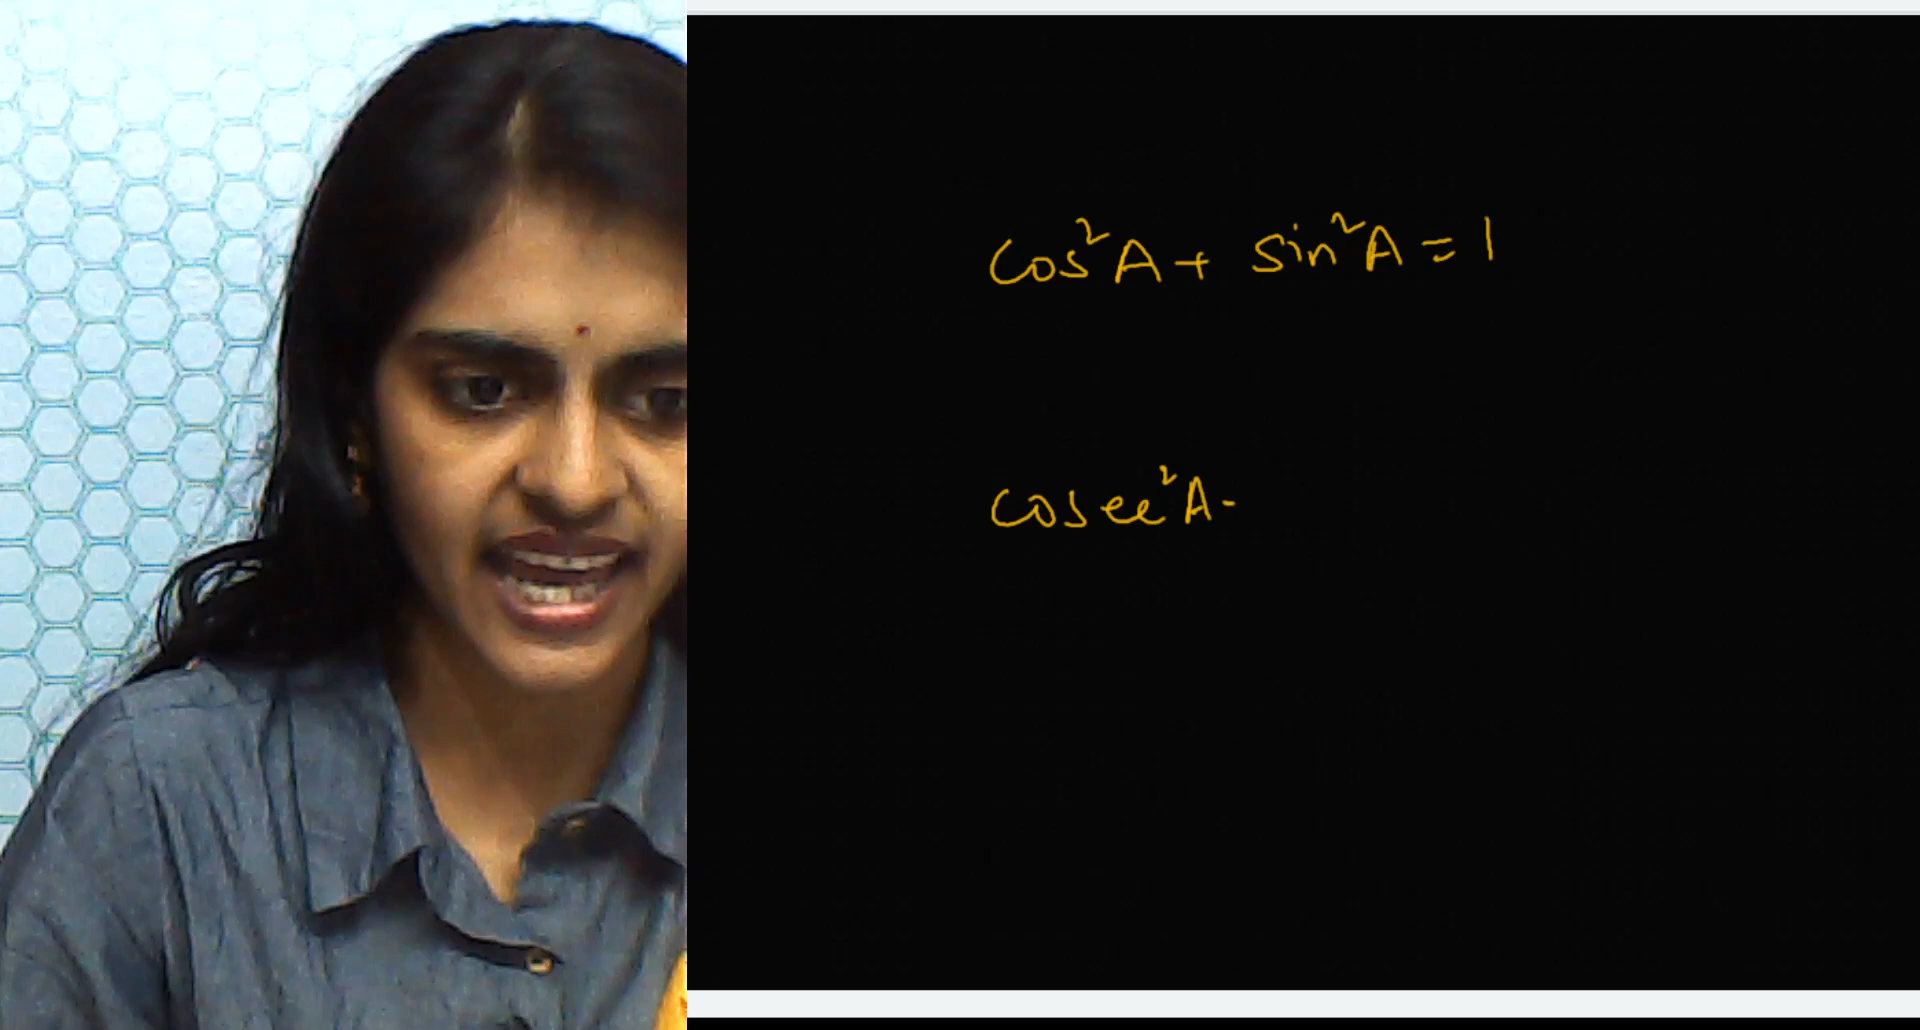 cos²A + sin²A = 1
cosec²A -